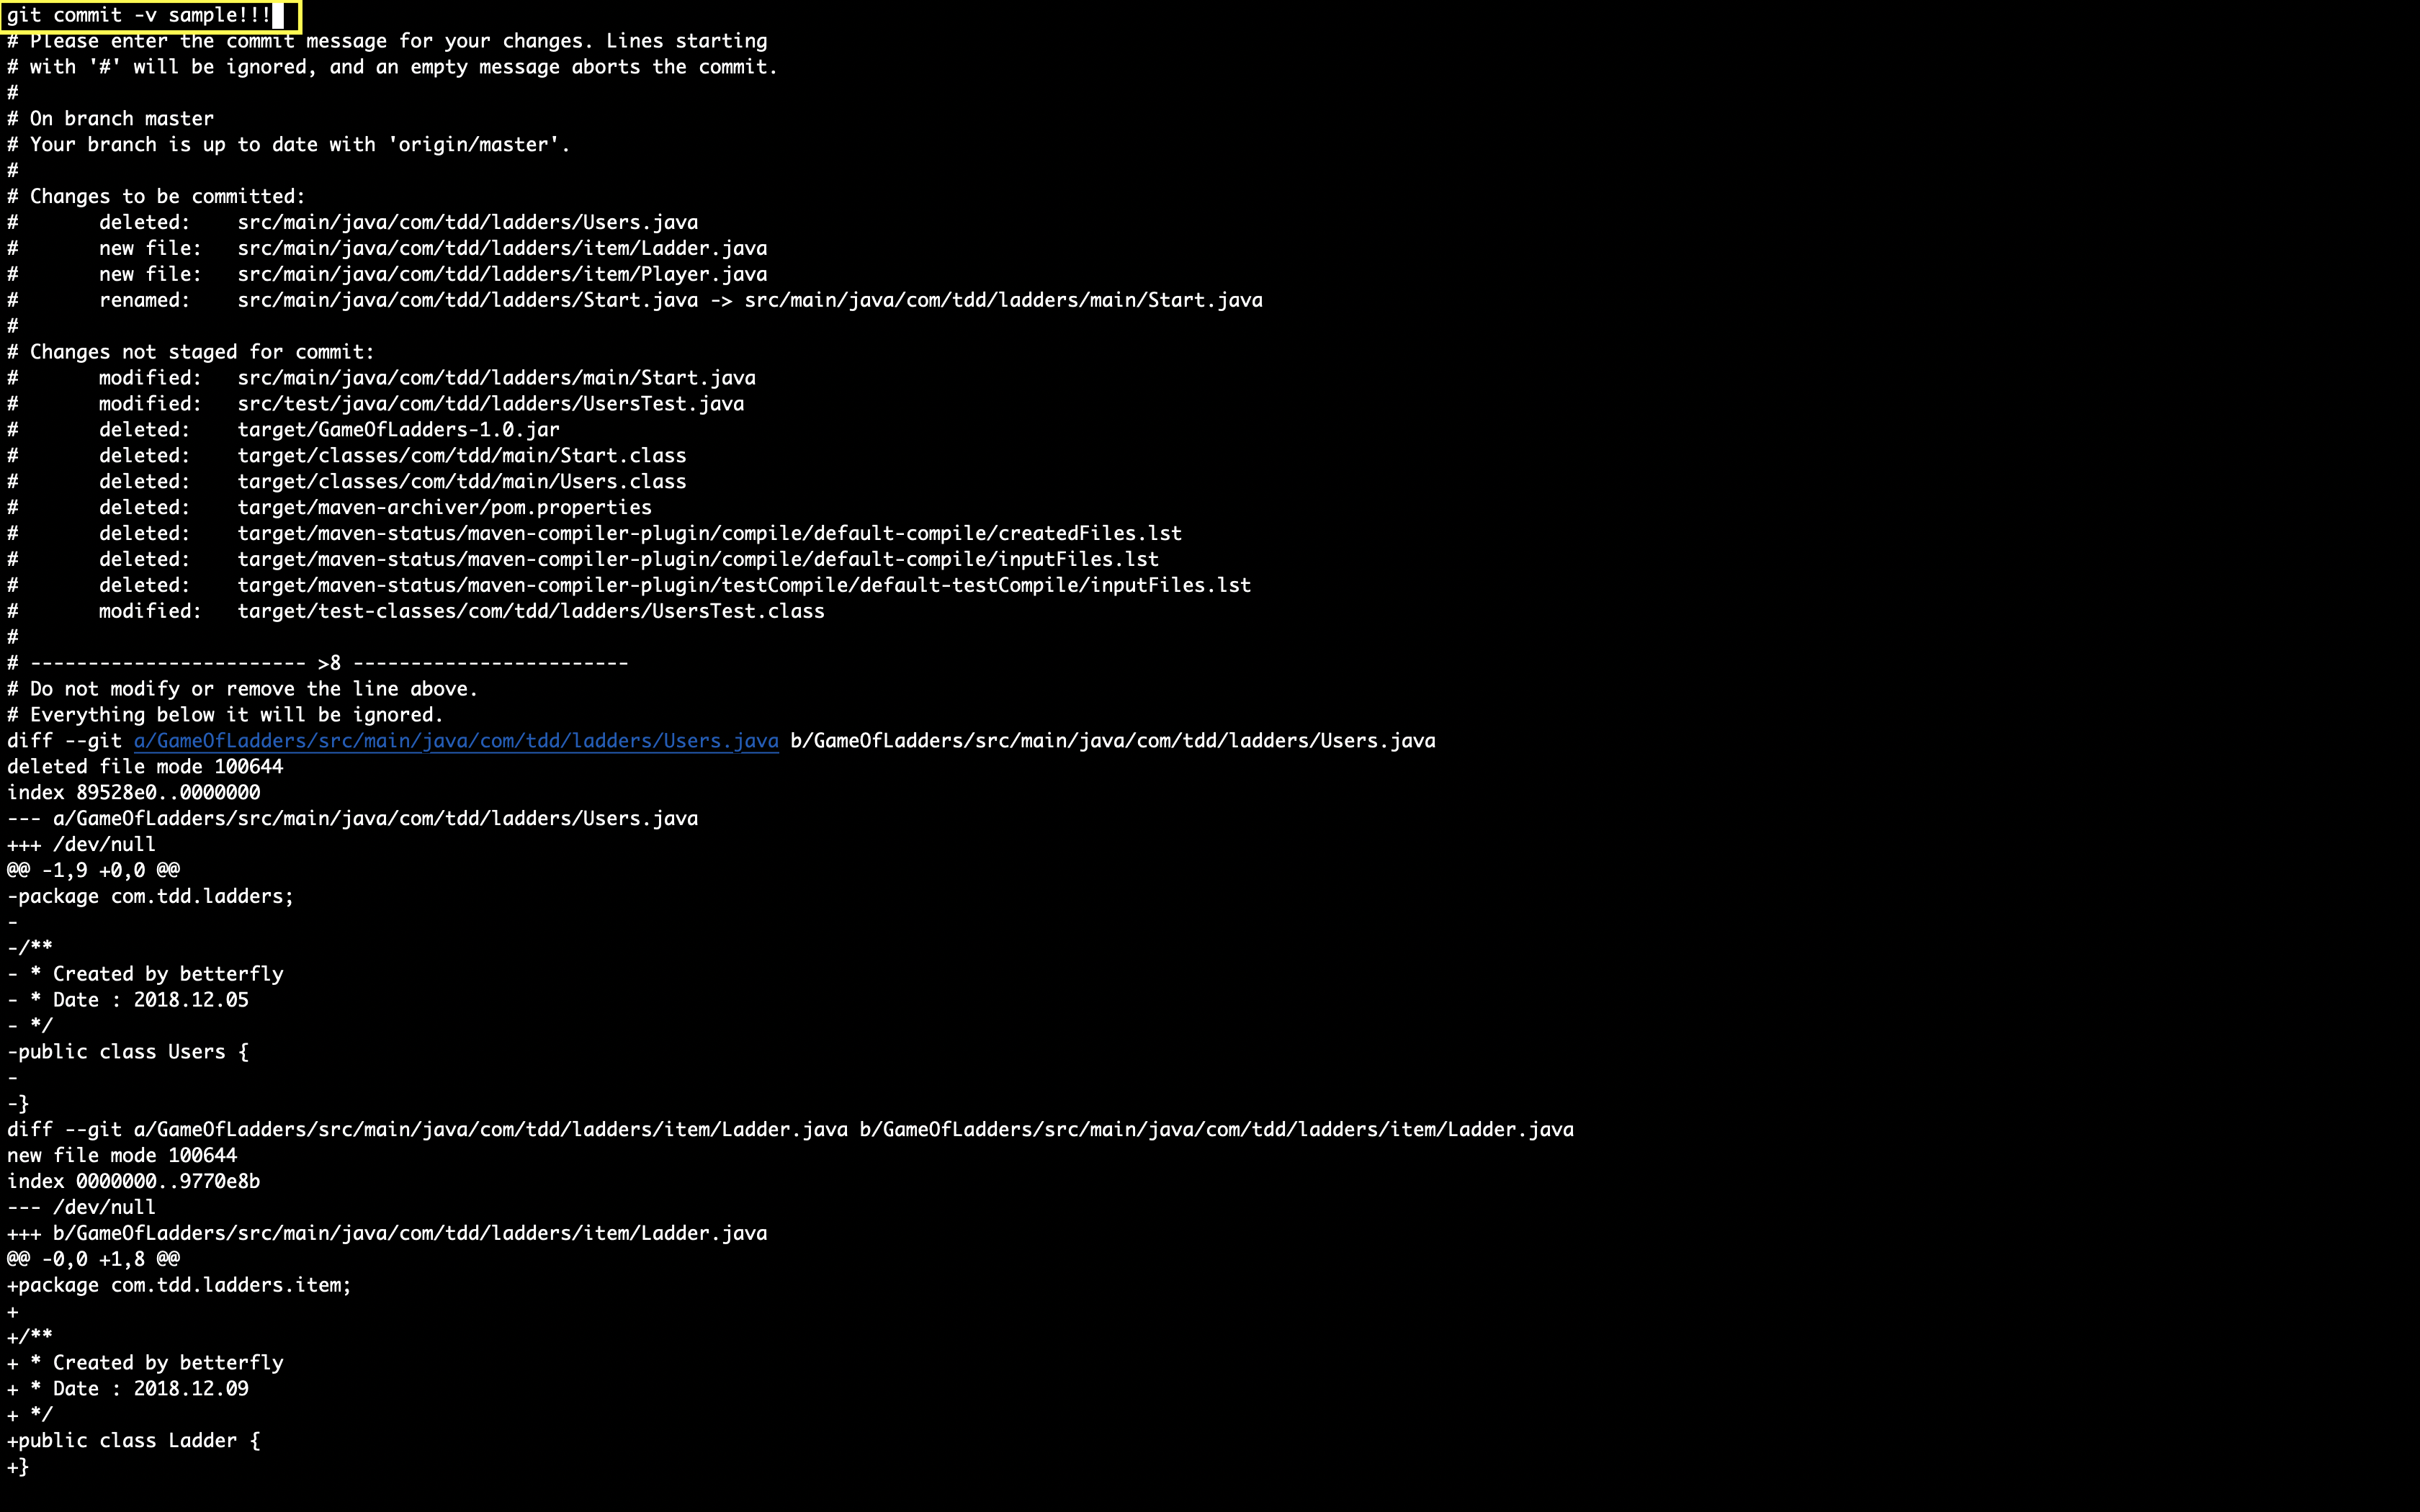 git commit -v sample!!!
# Please enter the commit message for your changes. Lines starting
# with '#' will be ignored, and an empty message aborts the commit.
#
# On branch master
# Your branch is up to date with 'origin/master'.
#
# Changes to be committed:
#       deleted:    src/main/java/com/tdd/ladders/Users.java
#       new file:   src/main/java/com/tdd/ladders/item/Ladder.java
#       new file:   src/main/java/com/tdd/ladders/item/Player.java
#       renamed:    src/main/java/com/tdd/ladders/Start.java -> src/main/java/com/tdd/ladders/main/Start.java
#
# Changes not staged for commit:
#       modified:   src/main/java/com/tdd/ladders/main/Start.java
#       modified:   src/test/java/com/tdd/ladders/UsersTest.java
#       deleted:    target/GameOfLadders-1.0.jar
#       deleted:    target/classes/com/tdd/main/Start.class
#       deleted:    target/classes/com/tdd/main/Users.class
#       deleted:    target/maven-archiver/pom.properties
#       deleted:    target/maven-status/maven-compiler-plugin/compile/default-compile/createdFiles.lst
#       deleted:    target/maven-status/maven-compiler-plugin/compile/default-compile/inputFiles.lst
#       deleted:    target/maven-status/maven-compiler-plugin/testCompile/default-testCompile/inputFiles.lst
#       modified:   target/test-classes/com/tdd/ladders/UsersTest.class
#
# ------------------------ >8 ------------------------
# Do not modify or remove the line above.
# Everything below it will be ignored.
diff --git a/GameOfLadders/src/main/java/com/tdd/ladders/Users.java b/GameOfLadders/src/main/java/com/tdd/ladders/Users.java
deleted file mode 100644
index 89528e0..0000000
--- a/GameOfLadders/src/main/java/com/tdd/ladders/Users.java
+++ /dev/null
@@ -1,9 +0,0 @@
-package com.tdd.ladders;
-
-/**
- * Created by betterfly
- * Date : 2018.12.05
- */
-public class Users {
-
-}
diff --git a/GameOfLadders/src/main/java/com/tdd/ladders/item/Ladder.java b/GameOfLadders/src/main/java/com/tdd/ladders/item/Ladder.java
new file mode 100644
index 0000000..9770e8b
--- /dev/null
+++ b/GameOfLadders/src/main/java/com/tdd/ladders/item/Ladder.java
@@ -0,0 +1,8 @@
+package com.tdd.ladders.item;
+
+/**
+ * Created by betterfly
+ * Date : 2018.12.09
+ */
+public class Ladder {
+}